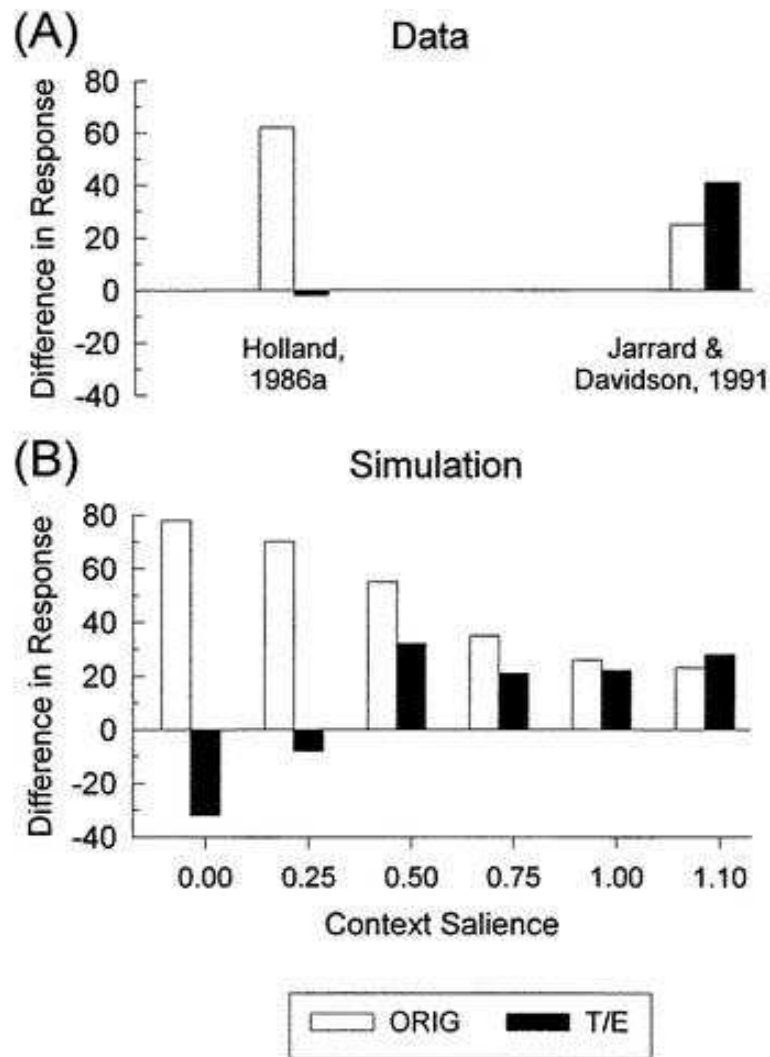 (A)
Data
Difference in Response
80
60
40
20
0
-20
-40
Holland,
1986a
Jarrard &
Davidson, 1991
(B)
Simulation
Difference in Response
80
60
40
20
0
-20
-40
0.00 0.25 0.50 0.75 1.00 1.10
Context Salience
ORIG T/E